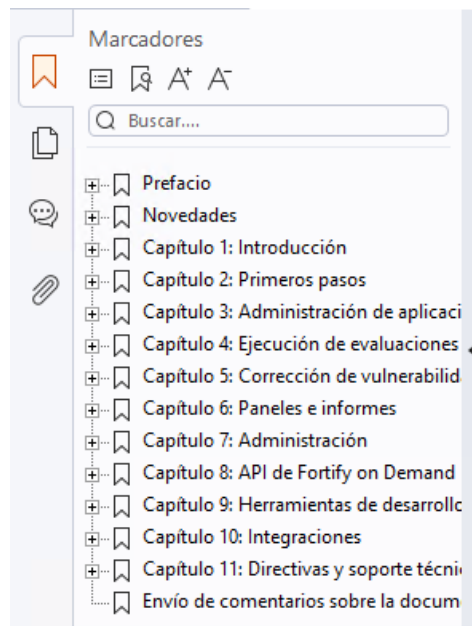 Marcadores
A+ A-
Buscar....
Prefacio
Novedades
Capítulo 1: Introducción
Capítulo 2: Primeros pasos
Capítulo 3: Administración de aplicaci
Capítulo 4: Ejecución de evaluaciones
Capítulo 5: Corrección de vulnerabilid
Capítulo 6: Paneles e informes
Capítulo 7: Administración
Capítulo 8: API de Fortify on Demand
Capítulo 9: Herramientas de desarrollo
Capítulo 10: Integraciones
Capítulo 11: Directivas y soporte técni
Envío de comentarios sobre la docum